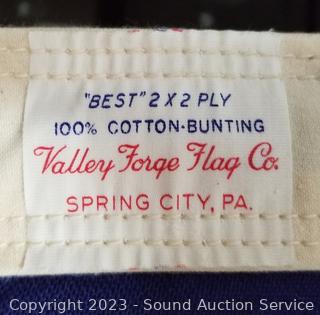 "BEST" 2 X 2 PLY
100% COTTON-BUNTING
Valley Forge Flag Co.
SPRING CITY, PA.
Copyright 2023 - Sound Auction Service